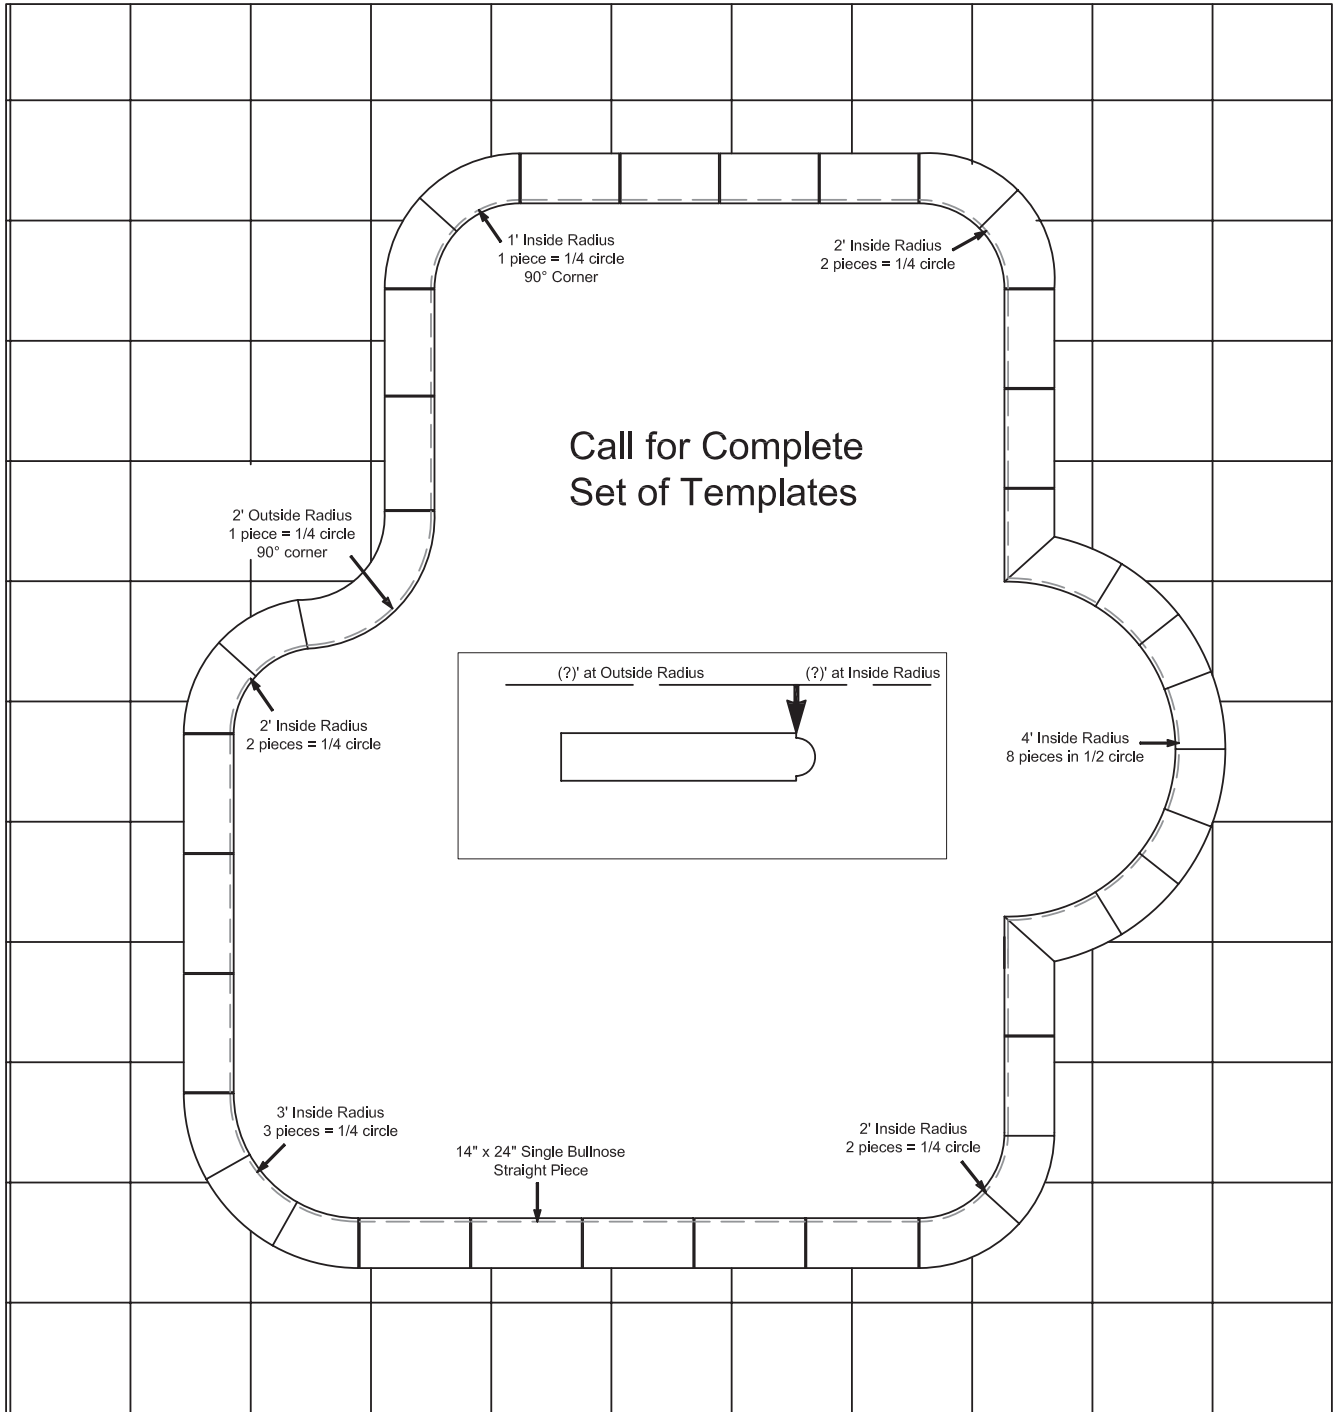 1' Inside Radius
1 piece = 1/4 circle
90° Corner
2' Inside Radius
2 pieces = 1/4 circle
Call for Complete
Set of Templates
2' Outside Radius
1 piece = 1/4 circle
90° corner
(?)' at Outside Radius
(?)' at Inside Radius
2' Inside Radius
2 pieces = 1/4 circle
4' Inside Radius
8 pieces in 1/2 circle
3' Inside Radius
3 pieces = 1/4 circle
14" x 24" Single Bullnose
Straight Piece
2' Inside Radius
2 pieces = 1/4 circle